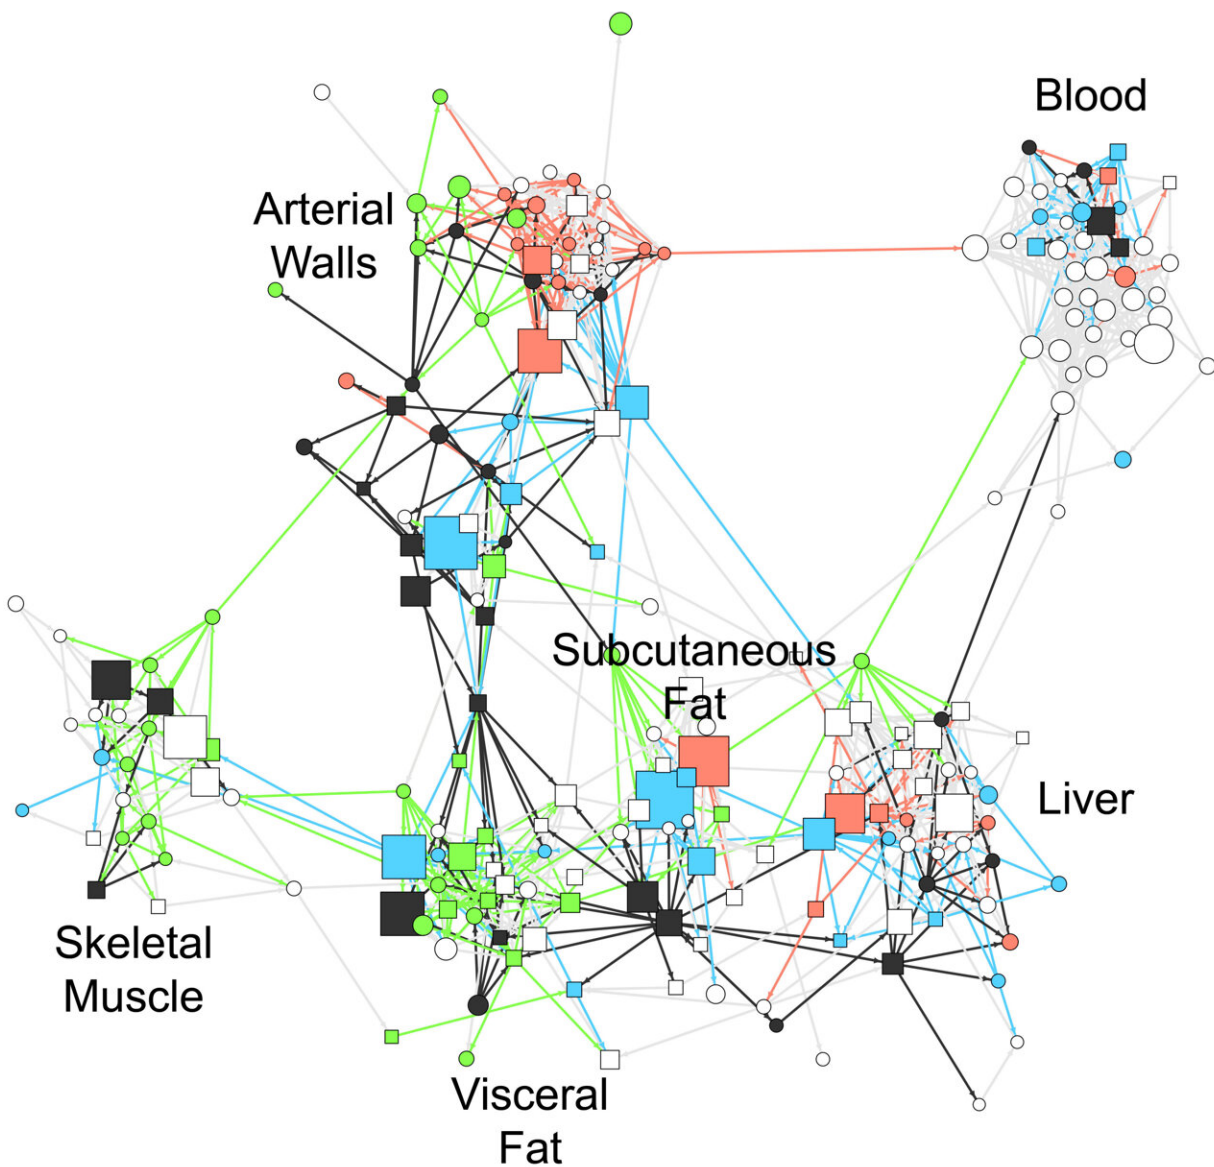 Blood
Arterial
Walls
Subcutaneous
Fat
Liver
Skeletal
Muscle
Visceral
Fat